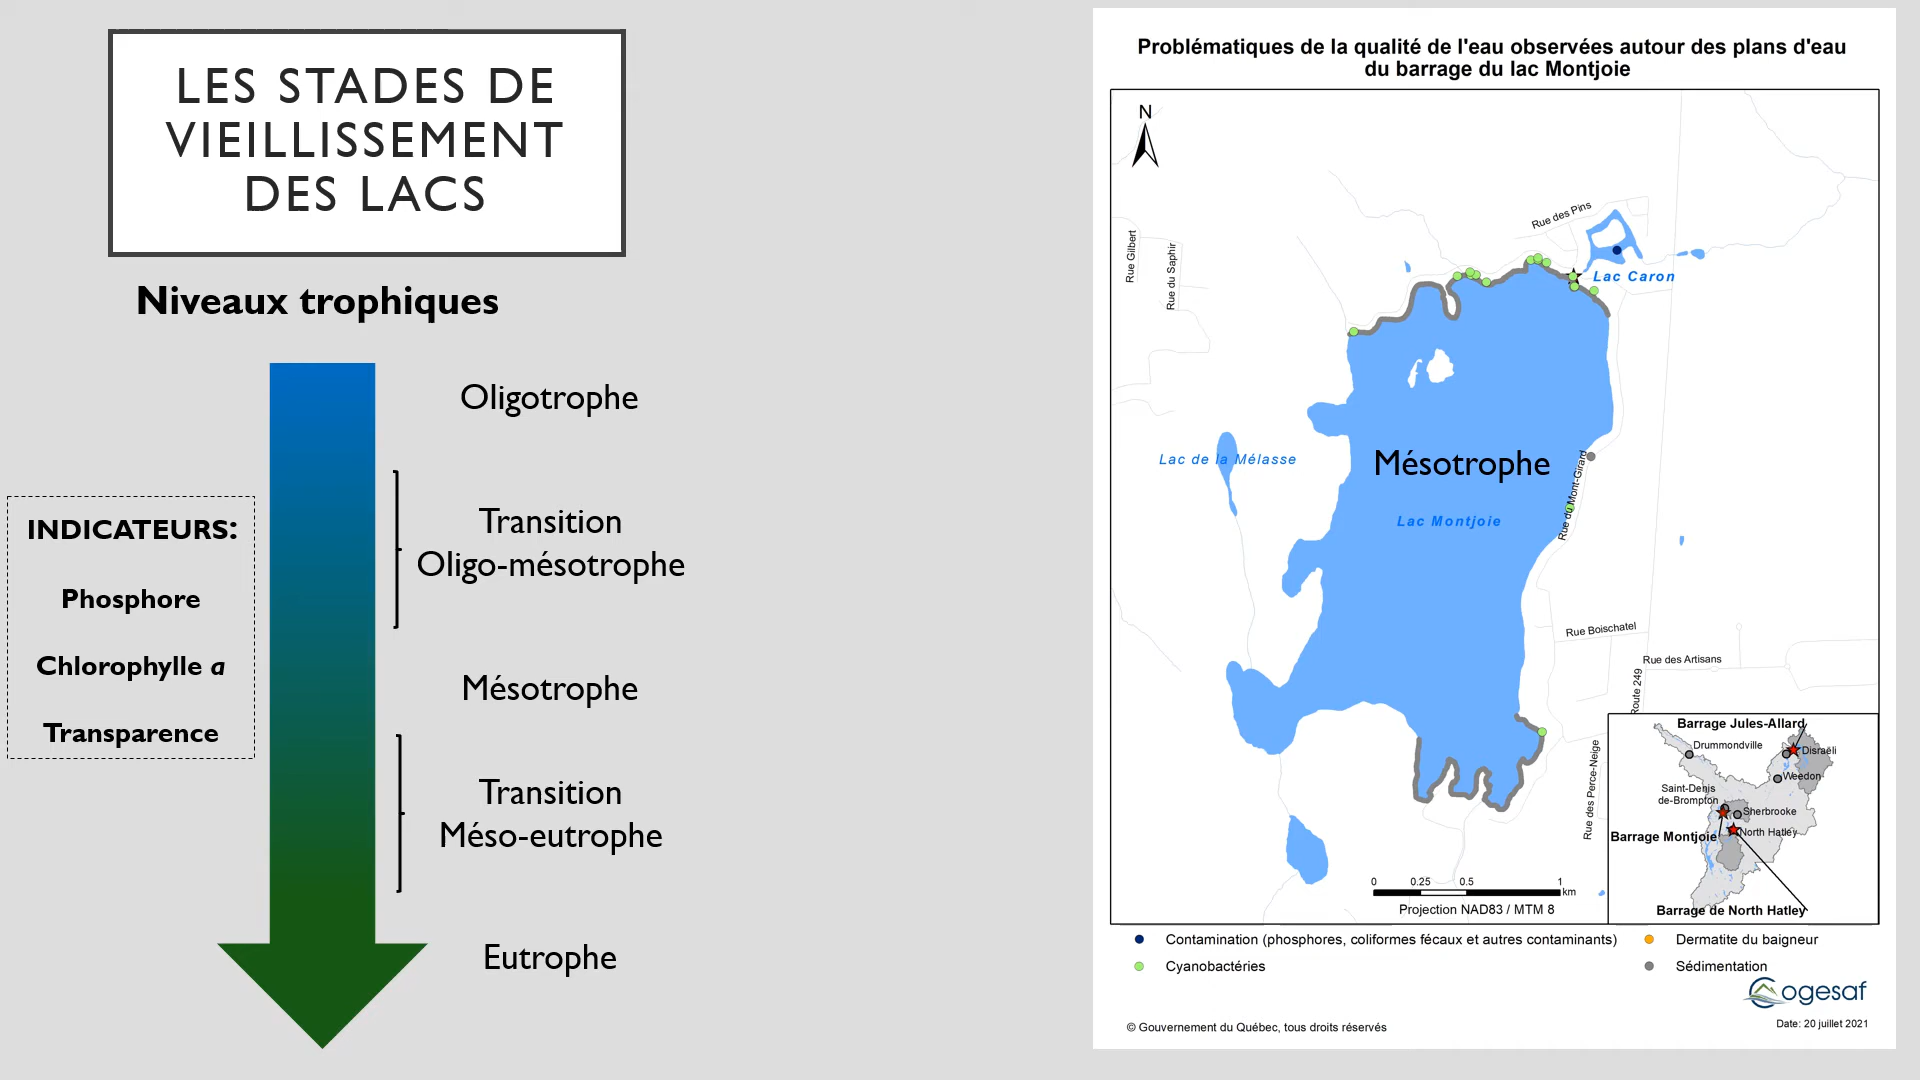 LES STADES DE
VIEILLISSEMENT
DES LACS
Niveaux trophiques
INDICATEURS:
Phosphore
Chlorophylle a
Transparence
Oligotrophe
Transition
Oligo-mésotrophe
Mésotrophe
Transition
Méso-eutrophe
Eutrophe
Problématiques de la qualité de l'eau observées autour des plans d'eau
du barrage du lac Montjoie
N
Rue Gilbert
Rue du Saphir
Rue des Pins
Lac Caron
Lac de la Mélasse
Mésotrophe
Lac Montjoie
Rue du Mont-Girard
Rue Boischatel
Rue des Artisans
Route 249
Rue des Perce-Neige
Barrage Jules-Allard
Drummondville
Disraëli
Weedon
Saint-Denis
de-Brompton
Sherbrooke
Barrage Montjoie
North Hatley
Barrage de North Hatley
0 0.25 0.5 1
km
Projection NAD83 / MTM 8
Contamination (phosphores, coliformes fécaux et autres contaminants)
Dermatite du baigneur
Cyanobactéries
Sédimentation
Cogesaf
© Gouvernement du Québec, tous droits réservés
Date: 20 juillet 2021